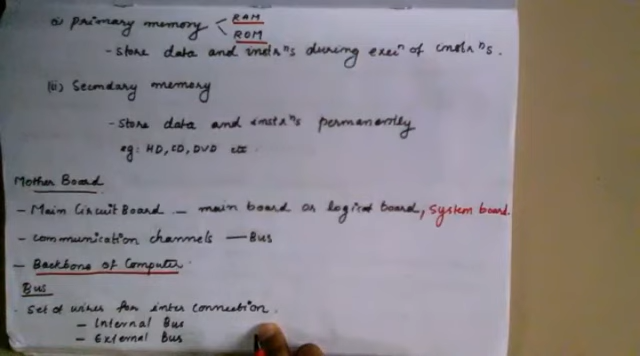 (i) Primary memory < RAM
ROM
- Store data and instrⁿs during exeⁿ of instrⁿs.
(ii) Secondary memory
- Store data and instrⁿs permanently
eg: HD, CD, DVD etc
Mother Board
- Main Circuit Board - main board or logical board, System board.
- Communication channels — Bus
- Backbone of Computer
Bus
- Set of wires for inter connection.
- Internal Bus
- External Bus